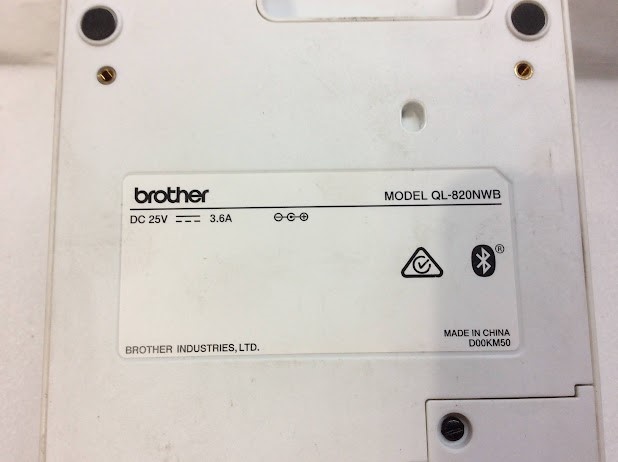 brother
MODEL QL-820NWB
DC 25V ⎓ 3.6A
®
MADE IN CHINA
D00KM50
BROTHER INDUSTRIES, LTD.